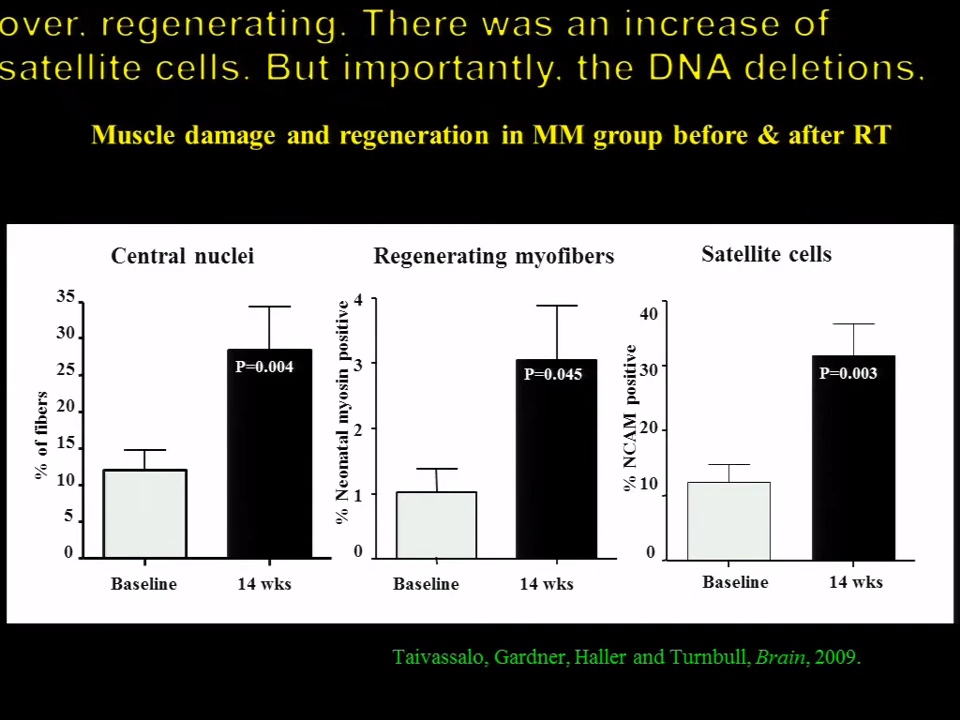 over. regenerating. There was an increase of
satellite cells. But importantly. the DNA deletions.
Muscle damage and regeneration in MM group before & after RT
Central nuclei
% of fibers
35
30
25
20
15
10
5
0
P=0.004
Baseline
14 wks
Regenerating myofibers
% Neonatal myosin positive
4
3
2
1
0
P=0.045
Baseline
14 wks
Satellite cells
% NCAM positive
40
30
20
10
0
P=0.003
Baseline
14 wks
Taivassalo, Gardner, Haller and Turnbull, Brain, 2009.